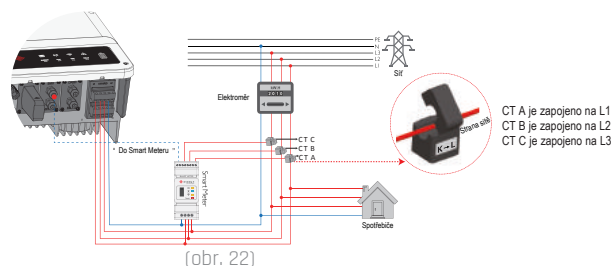 PE
N
L3
L2
L1
Síť
Elektroměr
CT C
CT B
CT A
" Do Smart Meteru "
Smart Meter
Strana sítě
K→L
CT A je zapojeno na L1
CT B je zapojeno na L2
CT C je zapojeno na L3
Spotřebiče
(obr. 22)